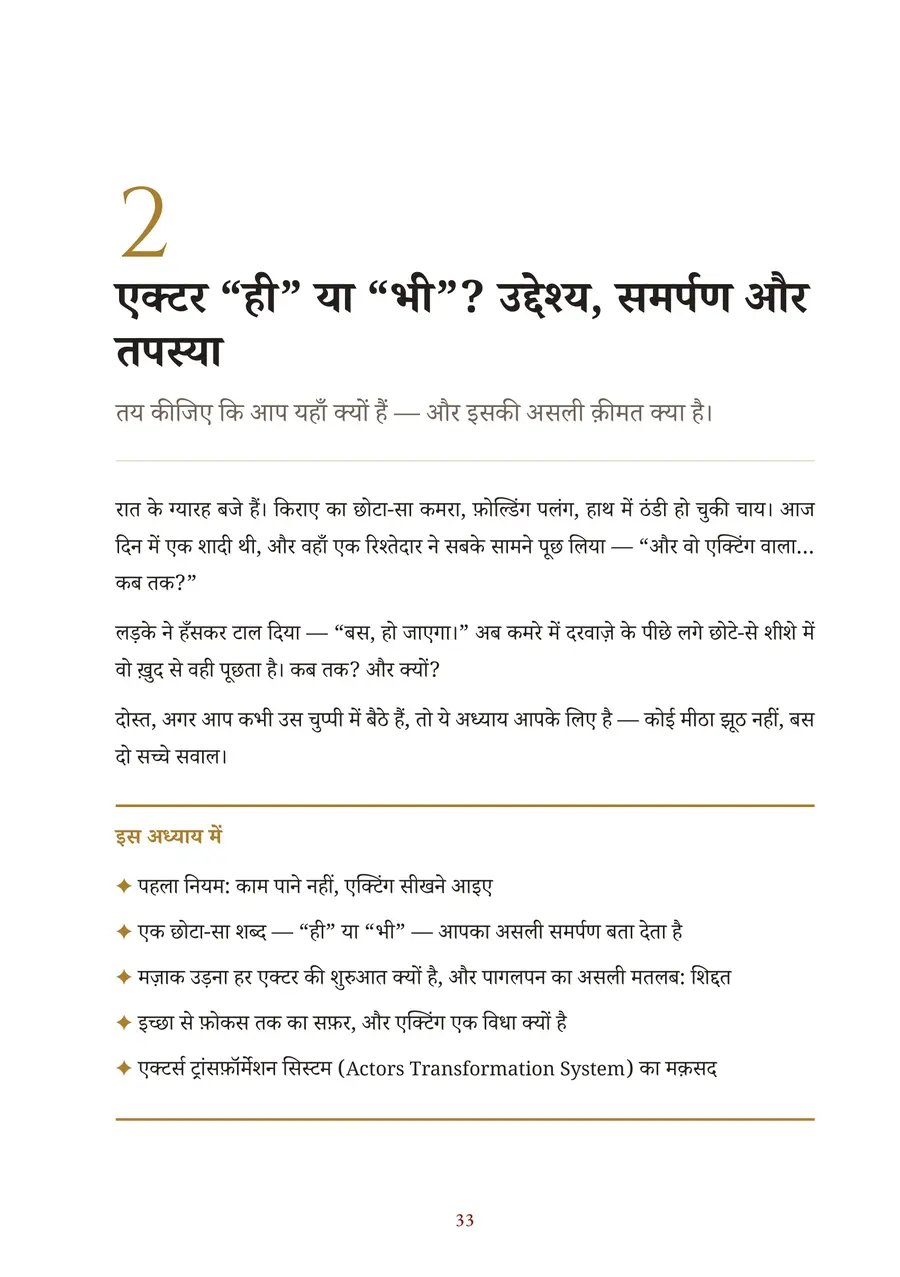 2
एक्टर “ही” या “भी”? उद्देश्य, समर्पण और
तपस्या
तय कीजिए कि आप यहाँ क्यों हैं — और इसकी असली क़ीमत क्या है।
रात के ग्यारह बजे हैं। किराए का छोटा-सा कमरा, फ़ोल्डिंग पलंग, हाथ में ठंडी हो चुकी चाय। आज
दिन में एक शादी थी, और वहाँ एक रिश्तेदार ने सबके सामने पूछ लिया — “और वो एक्टिंग वाला...
कब तक?”
लड़के ने हँसकर टाल दिया — “बस, हो जाएगा।” अब कमरे में दरवाज़े के पीछे लगे छोटे-से शीशे में
वो ख़ुद से वही पूछता है। कब तक? और क्यों?
दोस्त, अगर आप कभी उस चुप्पी में बैठे हैं, तो ये अध्याय आपके लिए है — कोई मीठा झूठ नहीं, बस
दो सच्चे सवाल।
इस अध्याय में
✦ पहला नियम: काम पाने नहीं, एक्टिंग सीखने आइए
✦ एक छोटा-सा शब्द — “ही” या “भी” — आपका असली समर्पण बता देता है
✦ मज़ाक उड़ना हर एक्टर की शुरुआत क्यों है, और पागलपन का असली मतलब: शिद्दत
✦ इच्छा से फ़ोकस तक का सफ़र, और एक्टिंग एक विधा क्यों है
✦ एक्टर्स ट्रांसफ़ॉर्मेशन सिस्टम (Actors Transformation System) का मक़सद
33